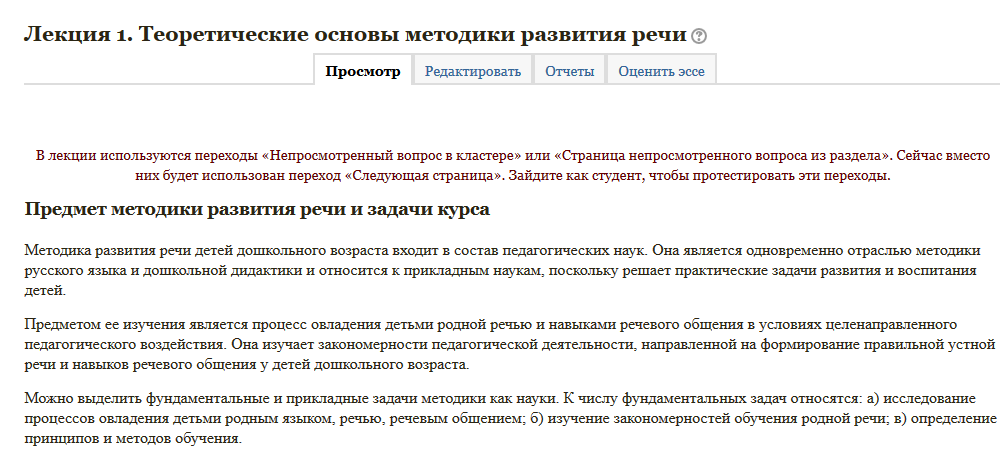 Лекция 1. Теоретические основы методики развития речи
Просмотр Редактировать Отчеты Оценить эссе
В лекции используются переходы «Непросмотренный вопрос в кластере» или «Страница непросмотренного вопроса из раздела». Сейчас вместо
них будет использован переход «Следующая страница». Зайдите как студент, чтобы протестировать эти переходы.
Предмет методики развития речи и задачи курса
Методика развития речи детей дошкольного возраста входит в состав педагогических наук. Она является одновременно отраслью методики
русского языка и дошкольной дидактики и относится к прикладным наукам, поскольку решает практические задачи развития и воспитания
детей.
Предметом ее изучения является процесс овладения детьми родной речью и навыками речевого общения в условиях целенаправленного
педагогического воздействия. Она изучает закономерности педагогической деятельности, направленной на формирование правильной устной
речи и навыков речевого общения у детей дошкольного возраста.
Можно выделить фундаментальные и прикладные задачи методики как науки. К числу фундаментальных задач относятся: а) исследование
процессов овладения детьми родным языком, речью, речевым общением; б) изучение закономерностей обучения родной речи; в) определение
принципов и методов обучения.